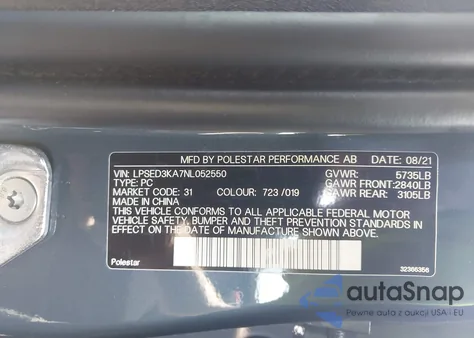 MFD BY POLESTAR PERFORMANCE AB DATE: 08/21
VIN: LPSED3KA7NL052550 GVWR: 5735LB
TYPE: PC GAWR FRONT:2840LB
MARKET: 31 COLOUR: 723 /019 GAWR REAR: 3105LB
MADE IN CHINA
THIS VEHICLE CONFORMS TO ALL APPLICABLE FEDERAL MOTOR
VEHICLE SAFETY, BUMPER AND THEFT PREVENTION STANDARDS IN
EFFECT ON THE DATE OF MANUFACTURE SHOWN ABOVE.
Polestar 32366356
autoSnap
Pewne auta z aukcji USA i EU